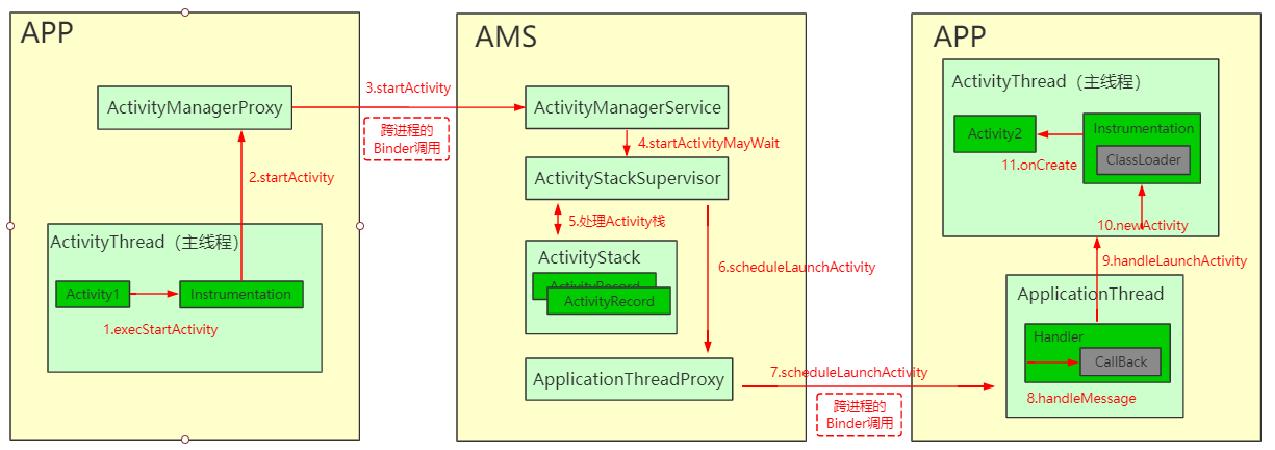 APP
ActivityManagerProxy
2.startActivity
ActivityThread（主线程）
Activity1
Instrumentation
1.execStartActivity
3.startActivity
跨进程的
Binder调用
AMS
ActivityManagerService
4.startActivityMayWait
ActivityStackSupervisor
5.处理Activity栈
ActivityStack
ActivityRecord
ActivityRecord
6.scheduleLaunchActivity
ApplicationThreadProxy
7.scheduleLaunchActivity
跨进程的
Binder调用
APP
ActivityThread（主线程）
Activity2
Instrumentation
ClassLoader
11.onCreate
10.newActivity
9.handleLaunchActivity
ApplicationThread
Handler
CallBack
8.handleMessage